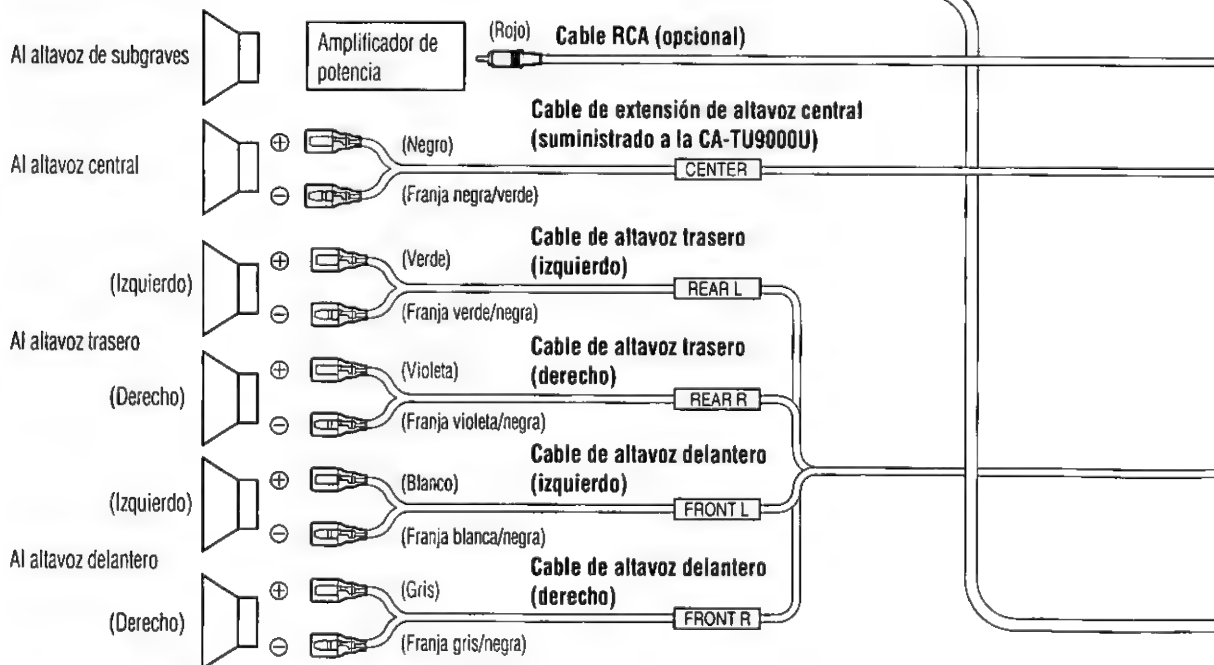 Al altavoz de subgraves
Amplificador de
potencia
(Rojo)
Cable RCA (opcional)
Cable de extensión de altavoz central
(suministrado a la CA-TU9000U)
Al altavoz central
⊕
(Negro)
CENTER
⊖
(Franja negra/verde)
Cable de altavoz trasero
(izquierdo)
(Izquierdo)
⊕
(Verde)
REAR L
⊖
(Franja verde/negra)
Al altavoz trasero
Cable de altavoz trasero
(derecho)
(Derecho)
⊕
(Violeta)
REAR R
⊖
(Franja violeta/negra)
Cable de altavoz delantero
(izquierdo)
(Izquierdo)
⊕
(Blanco)
FRONT L
⊖
(Franja blanca/negra)
Al altavoz delantero
Cable de altavoz delantero
(derecho)
(Derecho)
⊕
(Gris)
FRONT R
⊖
(Franja gris/negra)